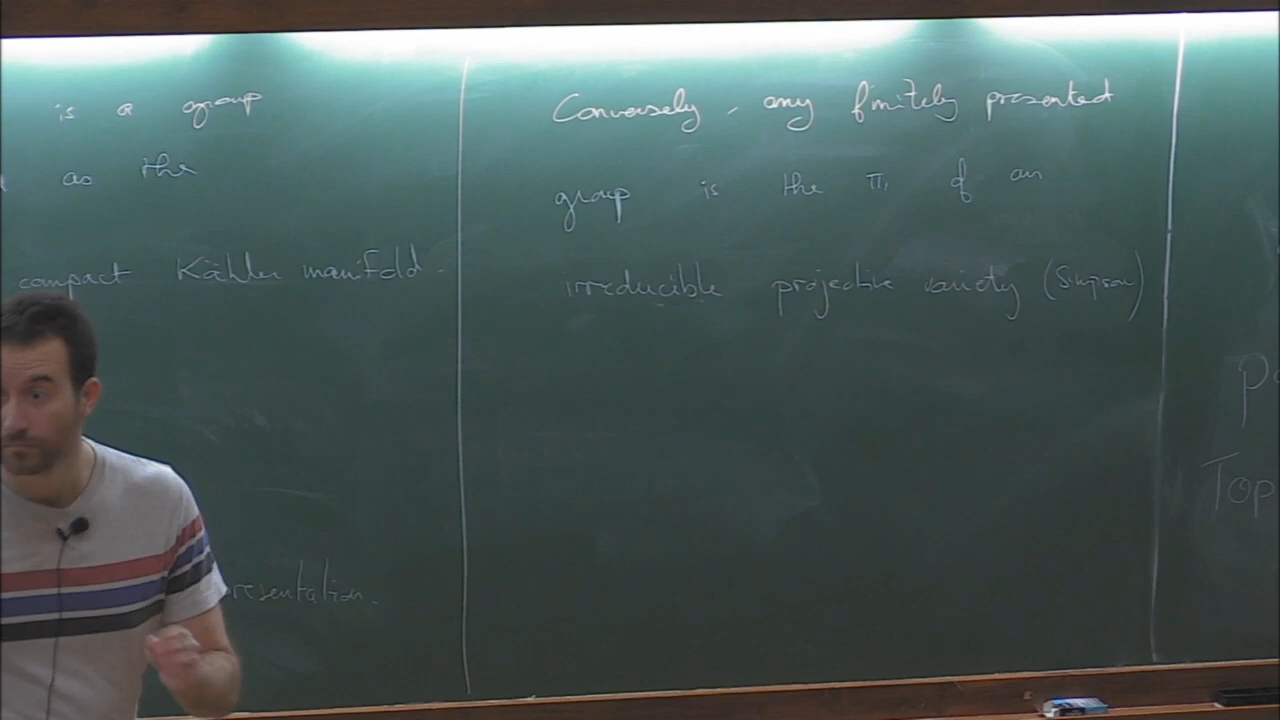 is a group
as the
compact Kähler manifold.
resentation.
Conversely, any finitely presented
group is the π₁ of an
irreducible projective variety (Simpson)
Top